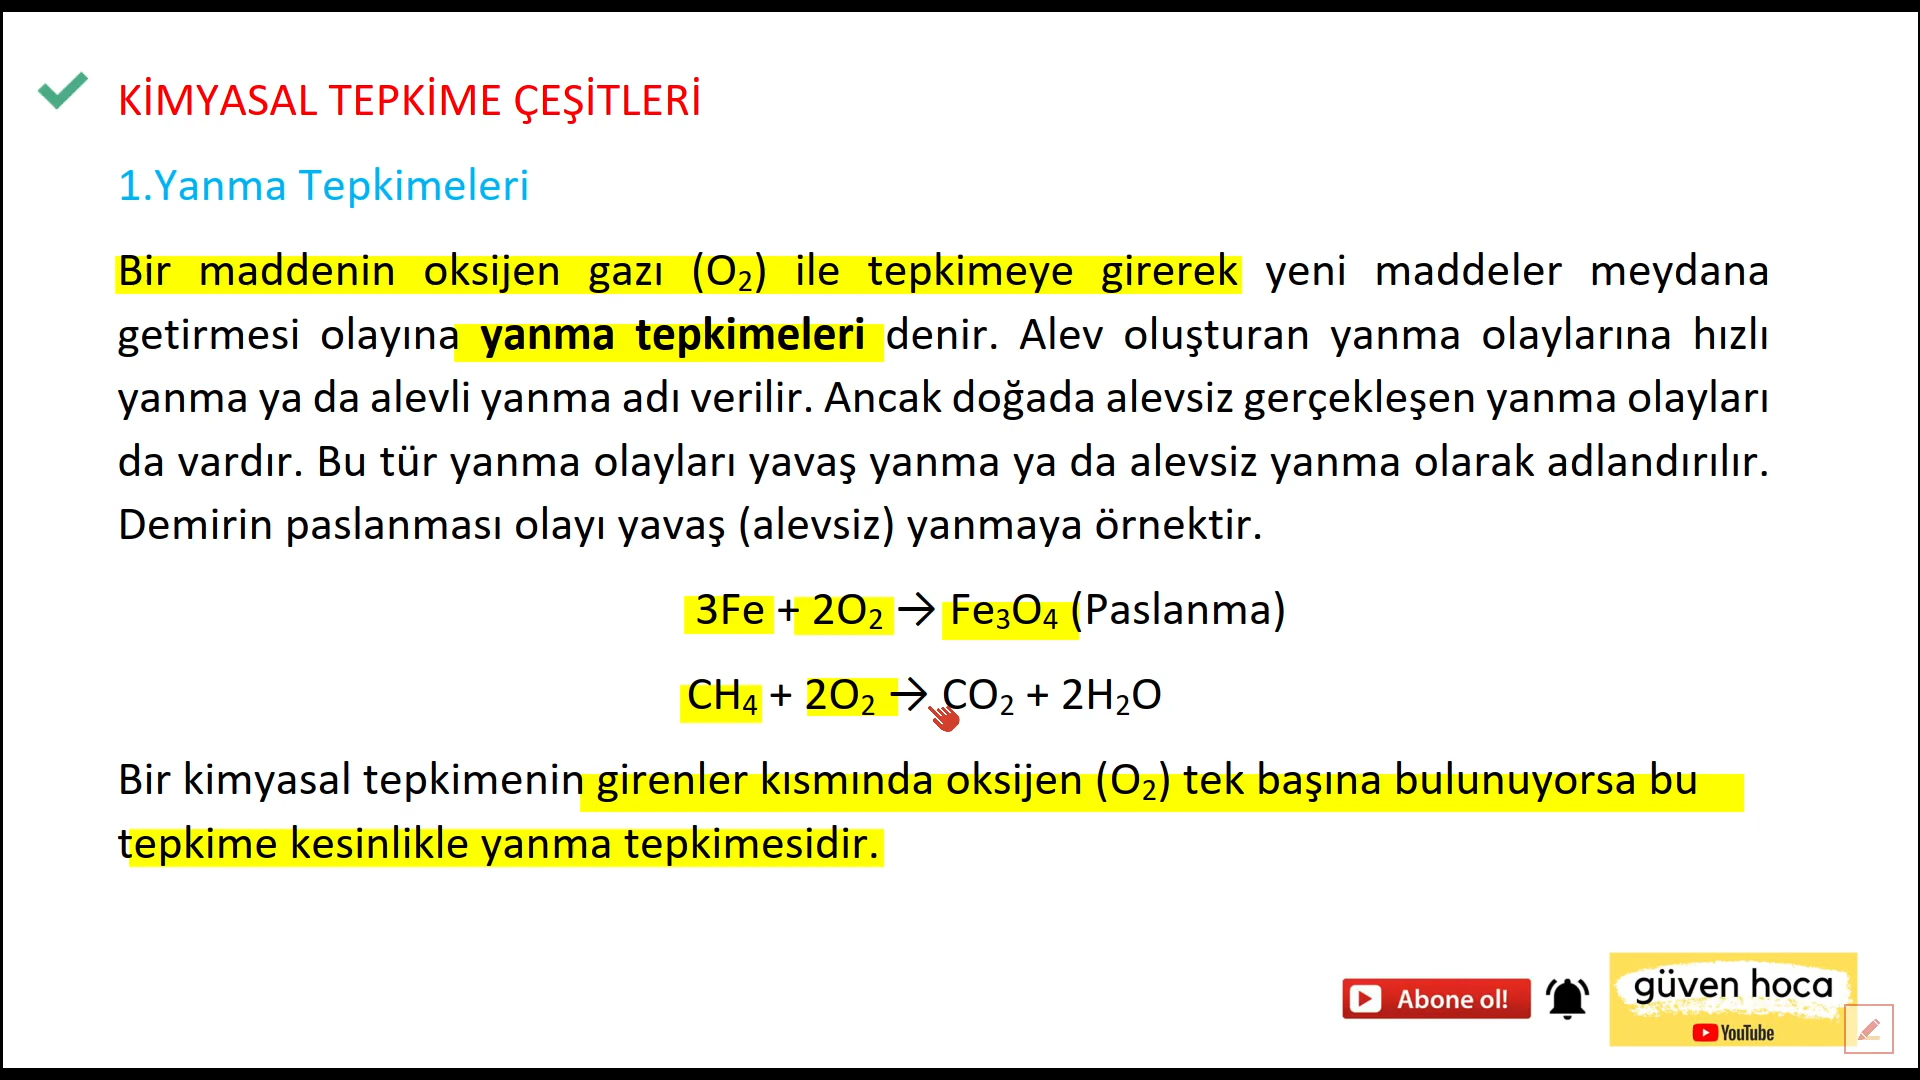 KİMYASAL TEPKİME ÇEŞİTLERİ
1.Yanma Tepkimeleri
Bir maddenin oksijen gazı (O₂) ile tepkimeye girerek yeni maddeler meydana
getirmesi olayına yanma tepkimeleri denir. Alev oluşturan yanma olaylarına hızlı
yanma ya da alevli yanma adı verilir. Ancak doğada alevsiz gerçekleşen yanma olayları
da vardır. Bu tür yanma olayları yavaş yanma ya da alevsiz yanma olarak adlandırılır.
Demirin paslanması olayı yavaş (alevsiz) yanmaya örnektir.
3Fe + 2O₂ → Fe₃O₄ (Paslanma)
CH₄ + 2O₂ → CO₂ + 2H₂O
Bir kimyasal tepkimenin girenler kısmında oksijen (O₂) tek başına bulunuyorsa bu
tepkime kesinlikle yanma tepkimesidir.
Abone ol!
güven hoca
YouTube